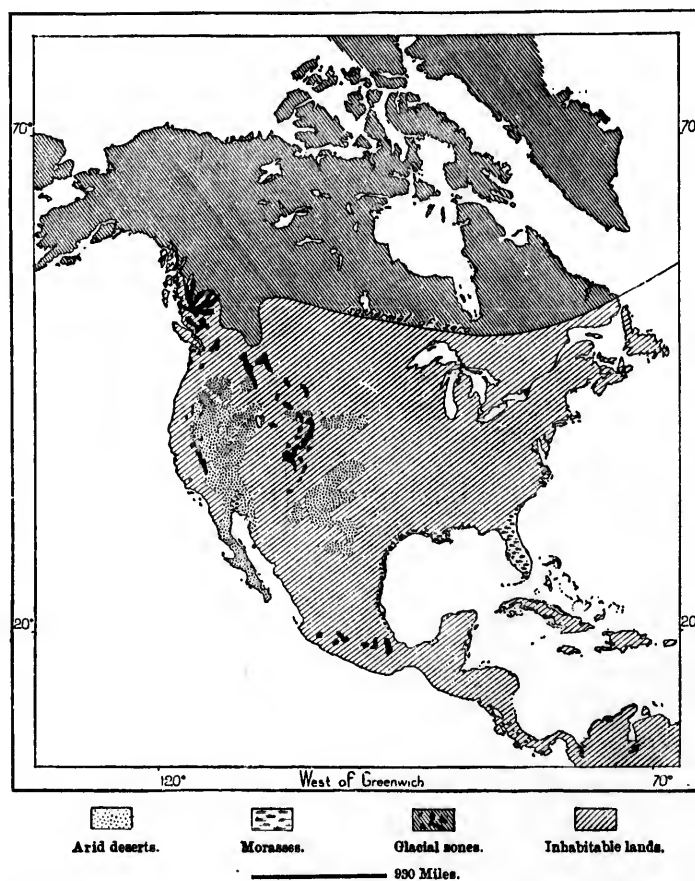 70°
70
20°
20
120°
West of Greenwich
70°
Arid deserts.
Morasses.
Glacial zones.
Inhabitable lands.
930 Miles.